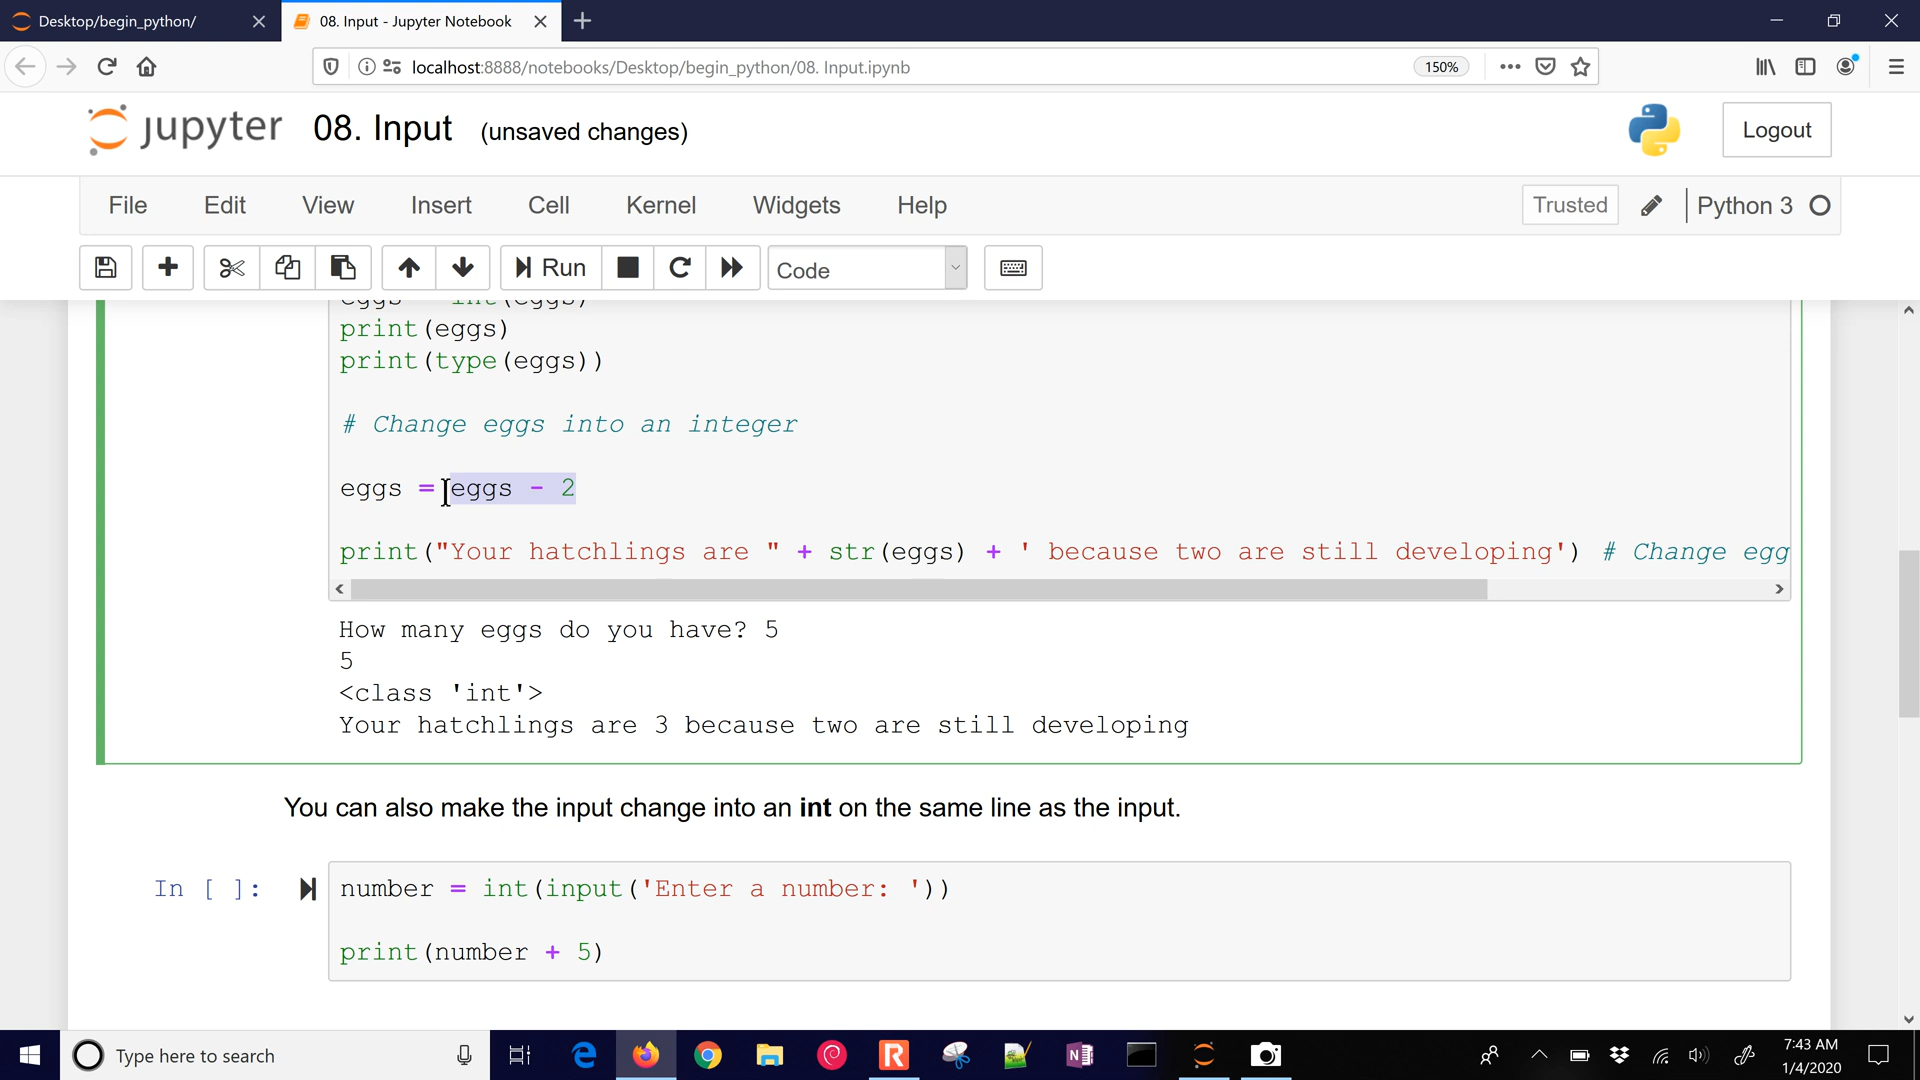 Desktop/begin_python/
08. Input - Jupyter Notebook
localhost:8888/notebooks/Desktop/begin_python/08. Input.ipynb
150%
jupyter
08. Input
(unsaved changes)
Logout
File Edit View Insert Cell Kernel Widgets Help
Trusted
Python 3
Run
Code
eggs = int(eggs)
print(eggs)
print(type(eggs))
# Change eggs into an integer
eggs = eggs - 2
print("Your hatchlings are " + str(eggs) + ' because two are still developing') # Change egg
How many eggs do you have? 5
5
<class 'int'>
Your hatchlings are 3 because two are still developing
You can also make the input change into an int on the same line as the input.
In [ ]:
number = int(input('Enter a number: '))
print(number + 5)
Type here to search
7:43 AM
1/4/2020